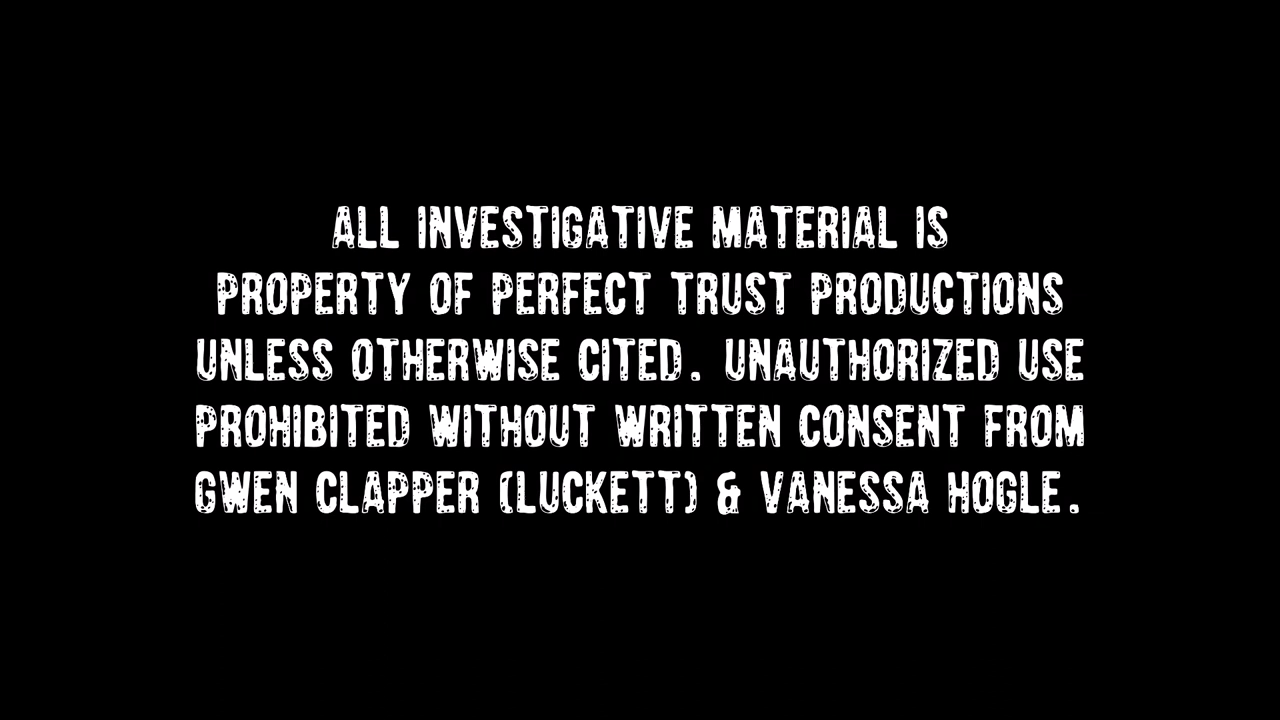 ALL INVESTIGATIVE MATERIAL IS
PROPERTY OF PERFECT TRUST PRODUCTIONS
UNLESS OTHERWISE CITED. UNAUTHORIZED USE
PROHIBITED WITHOUT WRITTEN CONSENT FROM
GWEN CLAPPER (LUCKETT) & VANESSA HOGLE.